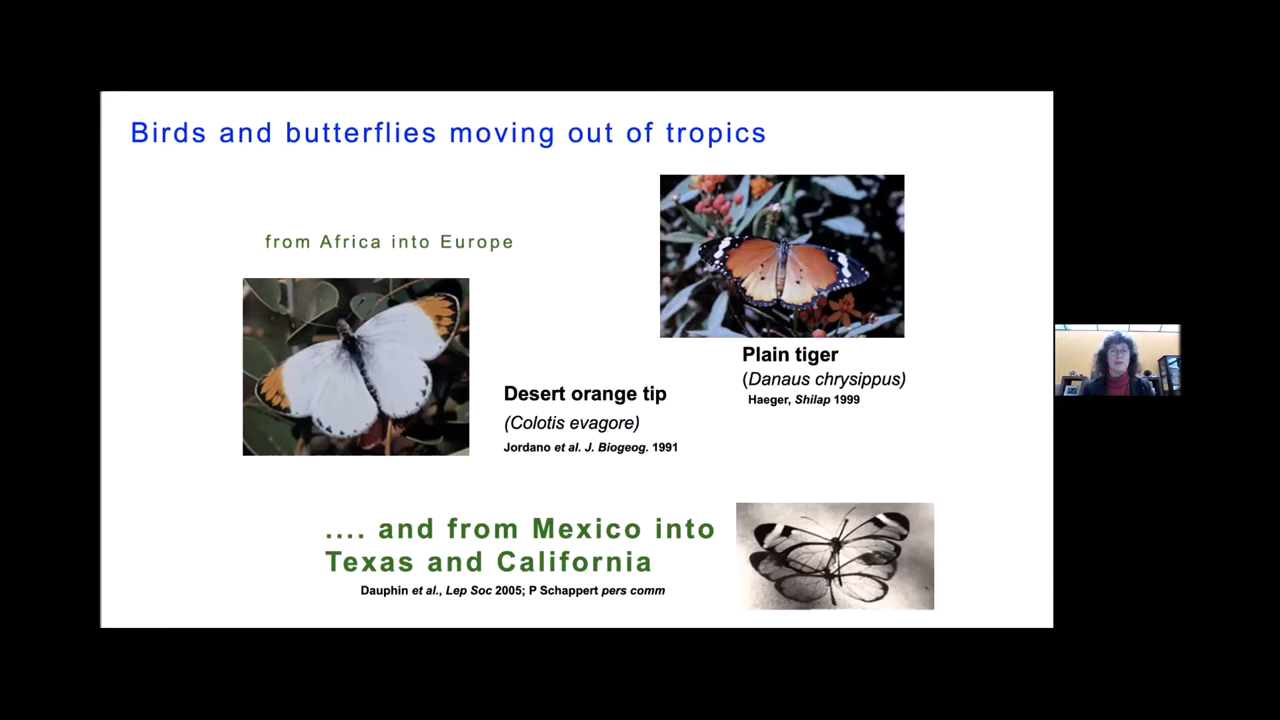 Birds and butterflies moving out of tropics
from Africa into Europe
Plain tiger
(Danaus chrysippus)
Haeger, Shilap 1999
Desert orange tip
(Colotis evagore)
Jordano et al. J. Biogeog. 1991
.... and from Mexico into
Texas and California
Dauphin et al., Lep Soc 2005; P Schappert pers comm